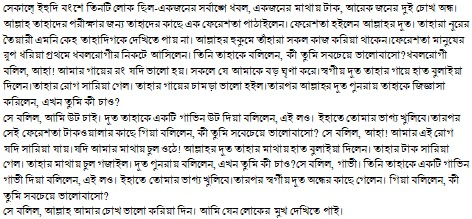 সেকালে ইহুদি বংশে তিনটি লোক ছিল-একজনের সর্বাঙ্গে ধবল, একজনের মাথায় টাক, আরেক জনের দুই চোখ অন্ধ।
আল্লাহ তাহাদের পরীক্ষার জন্য তাহাদের কাছে এক ফেরেশতা পাঠাইলেন। ফেরেশতা হইলেন আল্লাহর দূত। তাহারা নূরের
তৈয়ারী এমনি কেহ তাহাদিগকে দেখিতে পায় না। আল্লাহর হুকুমে তাঁহারা সকল কাজ করিয়া থাকেন।ফেরেশতা মানুষের
রূপ ধরিয়া প্রথমে ধবলরোগীর নিকটে আসিলেন। তিনি তাহাকে বলিলেন, কী তুমি সবচেয়ে ভালোবাসো?ধবলরোগী
বলিল, আহা! আমার গায়ের রং যদি ভালো হয়। সকলে যে আমাকে বড় ঘৃণা করে।স্বর্গীয় দূত তাহার গায়ে হাত বুলাইয়া
দিলেন।তাহার রোগ সারিয়া গেল। তাহার গায়ের চামড়া ভালো হইল।তারপর আল্লাহর দূত পুনরায় তাহাকে জিজ্ঞাসা
করিলেন, এখন তুমি কী চাও?
সে বলিল, আমি উট চাই। দূত তাহাকে একটি গাভিন উট দিয়া বলিলেন, এই লও। ইহাতে তোমার ভাগ্য খুলিবে।তারপর
সেই ফেরেশতা টাকওয়ালার কাছে গিয়া বলিলেন, কী তুমি সবচেয়ে ভালোবাসো? সে বলিল, আহা! আমার এই রোগ
যদি সারিয়া যায়।যদি আমার মাথায় চুল ওঠে! আল্লাহর দূত তাহার মাথায় হাত বুলাইয়া দিলেন। তাহার টাক সারিয়া
গেল। তাহার মাথায় চুল গজাইল। দূত পুনরায় বলিলেন, এখন তুমি কী চাও?সে বলিল, গাভী। তিনি তাহাকে একটি গাভিন
গাভী দিয়া বলিলেন, এই লও। ইহাতে তোমার ভাগ্য খুলিবে।তারপর স্বর্গীয় দূত অন্ধের কাছে গেলেন। গিয়া বলিলেন, কী
তুমি সবচেয়ে ভালোবাসো?
সে বলিল, আল্লাহ আমার চোখ ভালো করিয়া দিন। আমি যেন লোকের মুখ দেখিতে পাই।